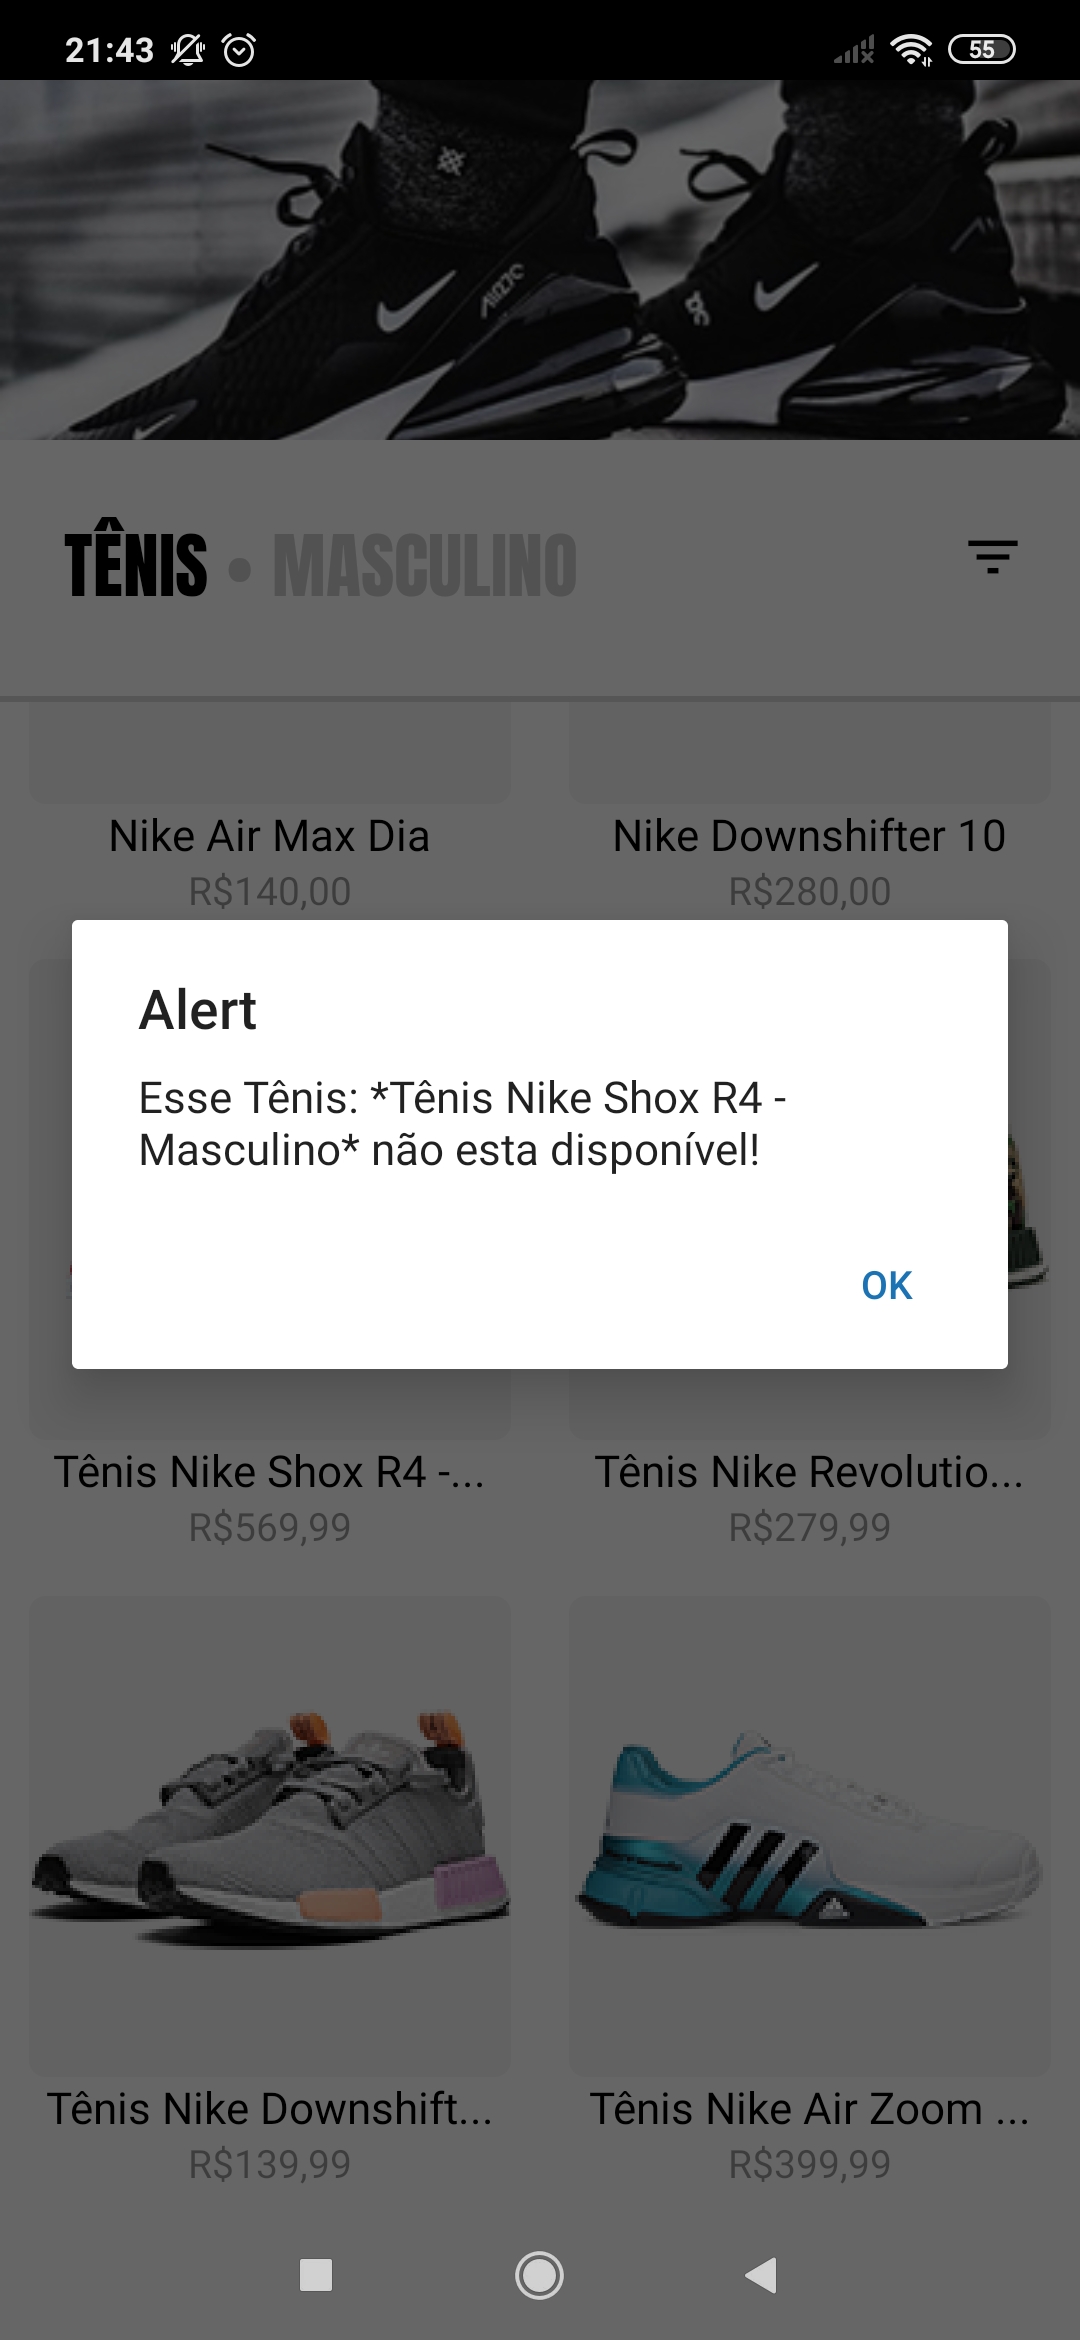 21:43
55
AIR27C
TÊNIS • MASCULINO
Nike Air Max Dia
Nike Downshifter 10
R$140,00
R$280,00
Alert
Esse Tênis: *Tênis Nike Shox R4 -
Masculino* não esta disponível!
OK
Tênis Nike Shox R4 -...
Tênis Nike Revolutio...
R$569,99
R$279,99
Tênis Nike Downshift...
Tênis Nike Air Zoom ...
R$139,99
R$399,99